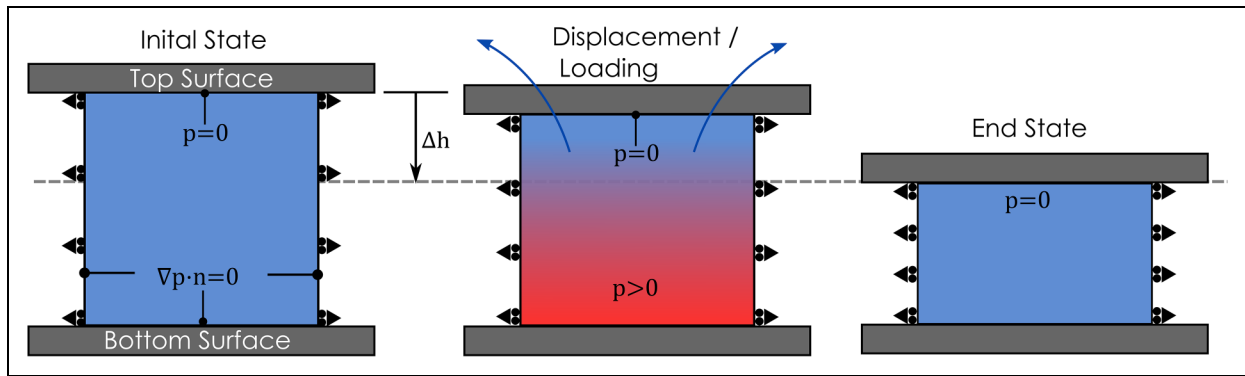 Inital State
Top Surface
p=0
Δh
∇p·n=0
Bottom Surface
Displacement /
Loading
p=0
p>0
End State
p=0